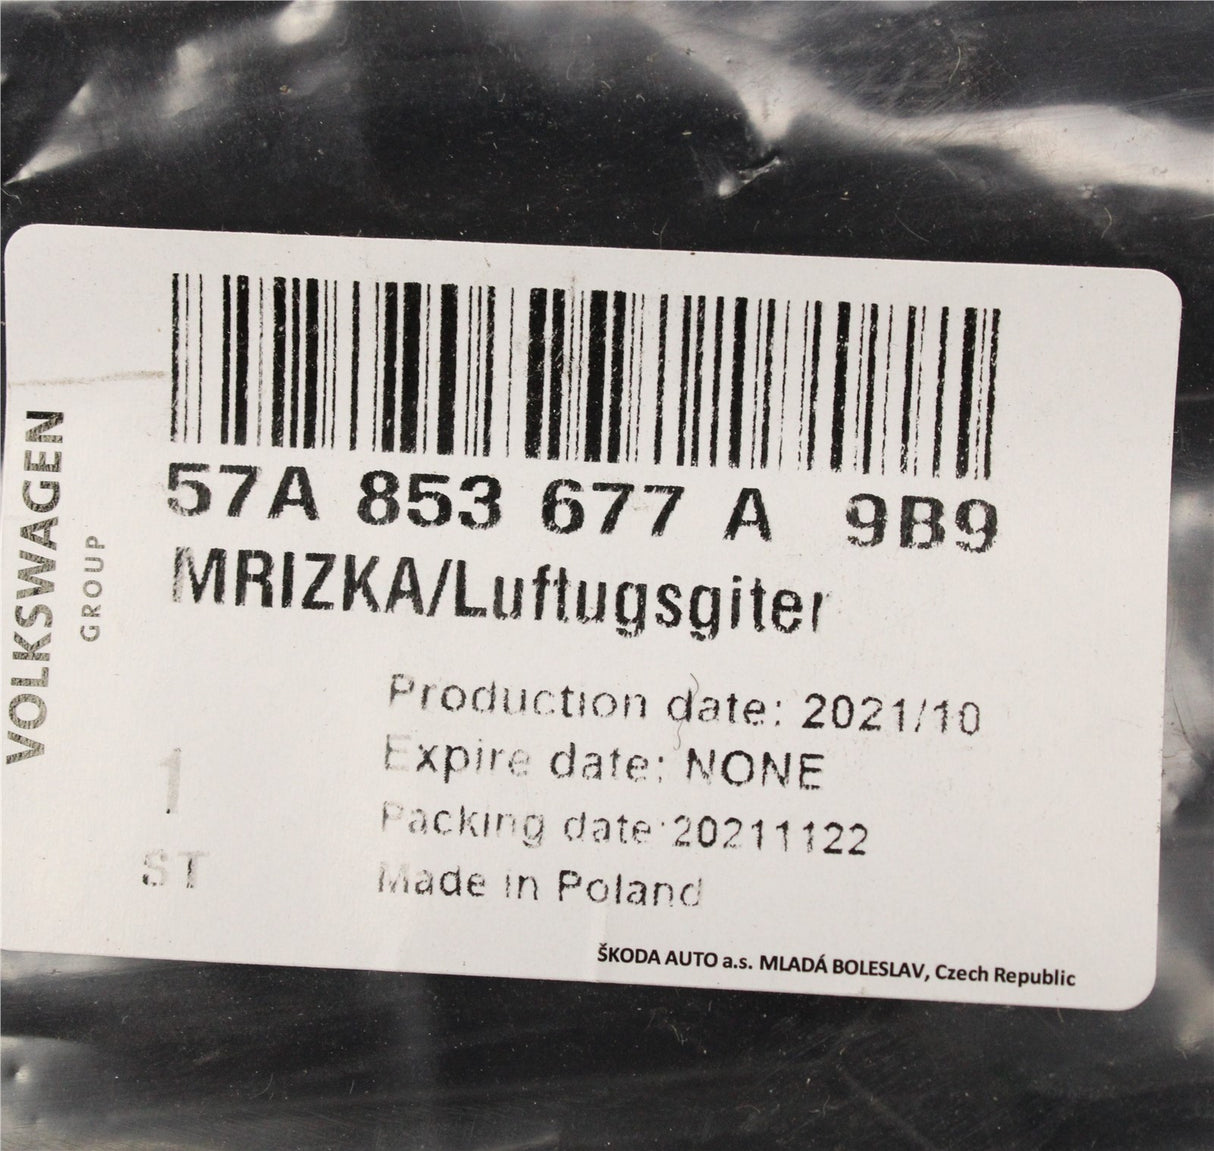 57A 853 677 A 9B9
MRIZKA/Luftugsgiter
Production date: 2021/10
Expire date: NONE
Packing date:20211122
Made in Poland
1
ST
VOLKSWAGEN
GROUP
ŠKODA AUTO a.s. MLADÁ BOLESLAV, Czech Republic